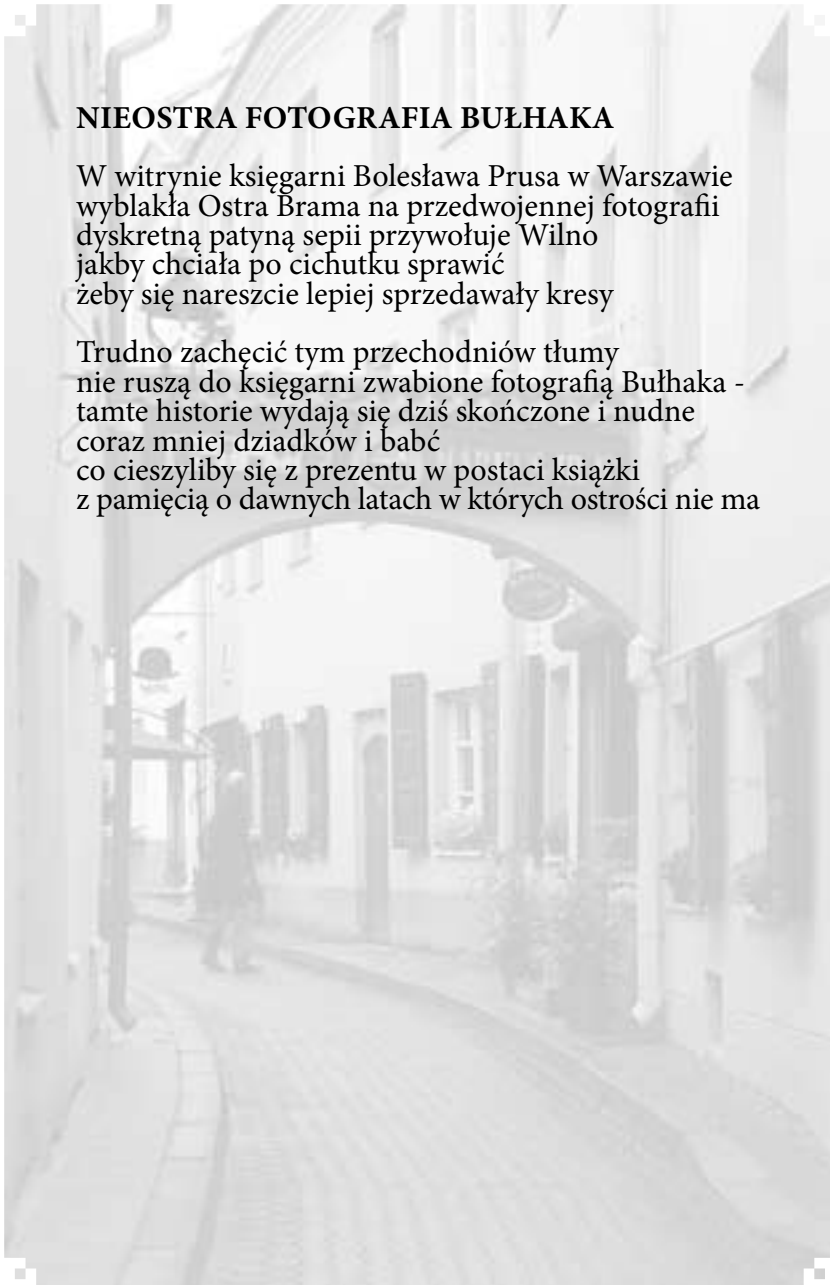 NIEOSTRA FOTOGRAFIA BUŁHAKA
W witrynie księgarni Bolesława Prusa w Warszawie
wyblakła Ostra Brama na przedwojennej fotografii
dyskretną patyną sepii przywołuje Wilno
jakby chciała po cichutku sprawić
żeby się nareszcie lepiej sprzedawały kresy
Trudno zachęcić tym przechodniów tłumy
nie ruszą do księgarni zwabione fotografią Bułhaka -
tamte historie wydają się dziś skończone i nudne
coraz mniej dziadków i babć
co cieszyliby się z prezentu w postaci książki
z pamięcią o dawnych latach w których ostrości nie ma